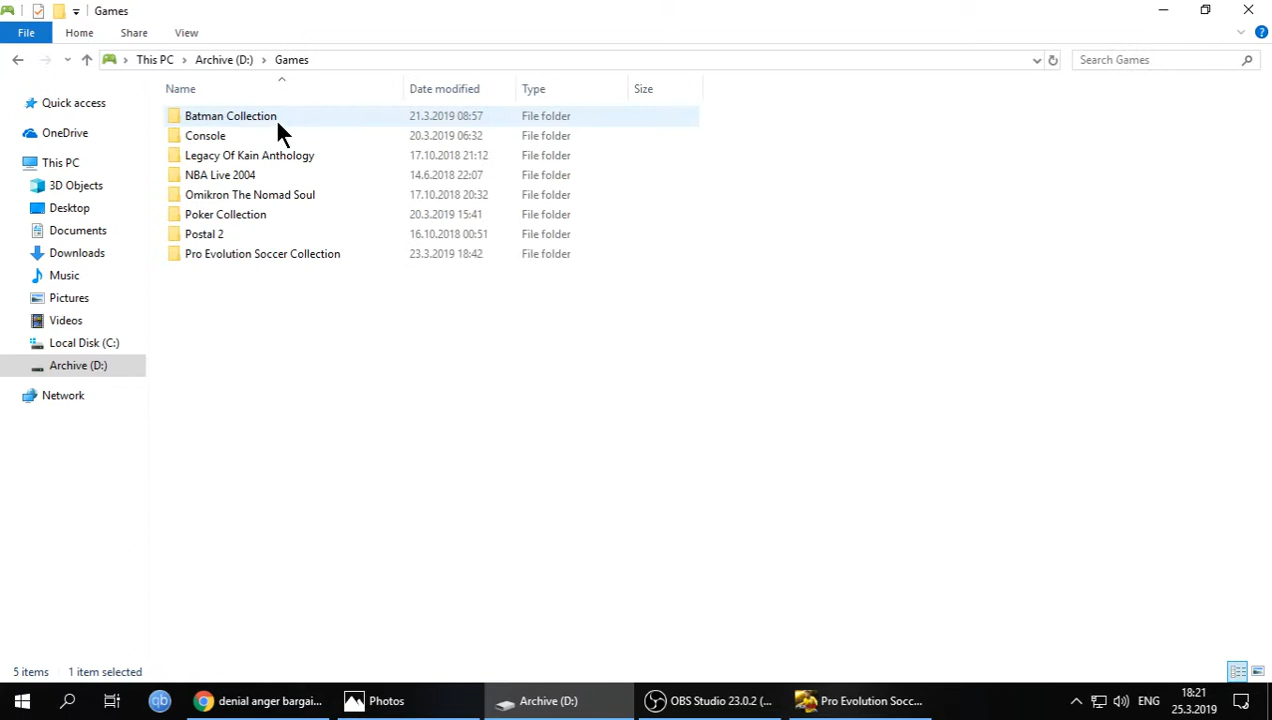 Games
File Home Share View
This PC Archive (D:) Games Search Games
Name Date modified Type Size
Quick access
OneDrive
This PC
3D Objects
Desktop
Documents
Downloads
Music
Pictures
Videos
Local Disk (C:)
Archive (D:)
Network
Batman Collection 21.3.2019 08:57 File folder
Console 20.3.2019 06:32 File folder
Legacy Of Kain Anthology 17.10.2018 21:12 File folder
NBA Live 2004 14.6.2018 22:07 File folder
Omikron The Nomad Soul 17.10.2018 20:32 File folder
Poker Collection 20.3.2019 15:41 File folder
Postal 2 16.10.2018 00:51 File folder
Pro Evolution Soccer Collection 23.3.2019 18:42 File folder
5 items 1 item selected
qb denial anger bargai... Photos Archive (D:) OBS Studio 23.0.2 (... Pro Evolution Socc... ENG 18:21
25.3.2019